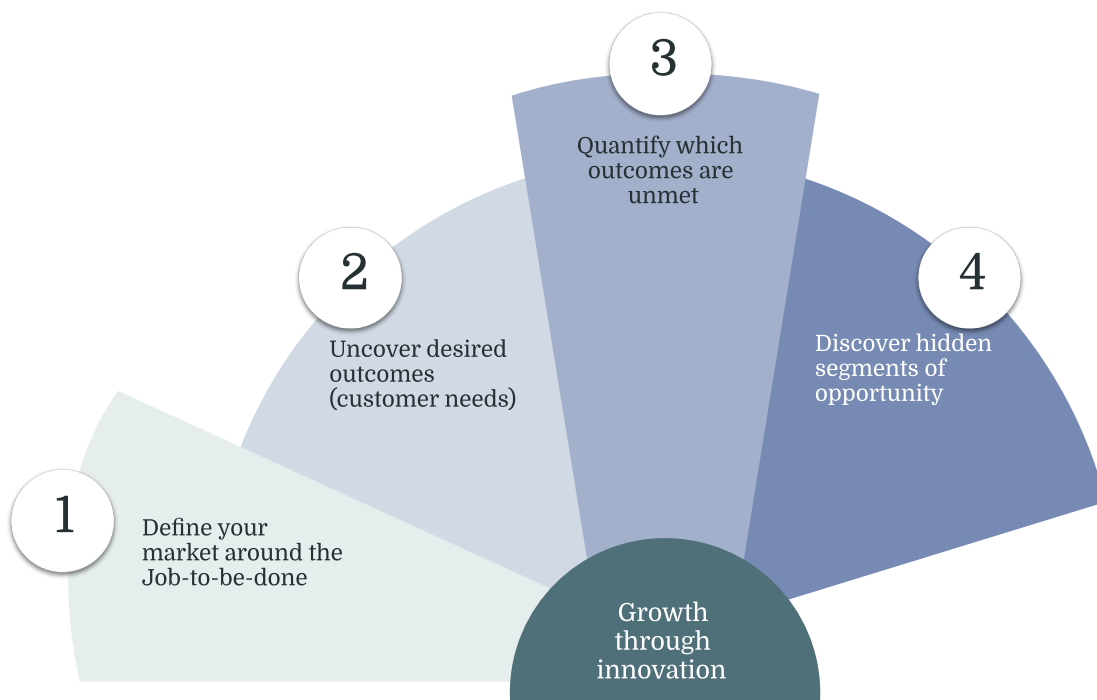 1
Define your
market around the
Job-to-be-done
2
Uncover desired
outcomes
(customer needs)
3
Quantify which
outcomes are
unmet
4
Discover hidden
segments of
opportunity
Growth
through
innovation